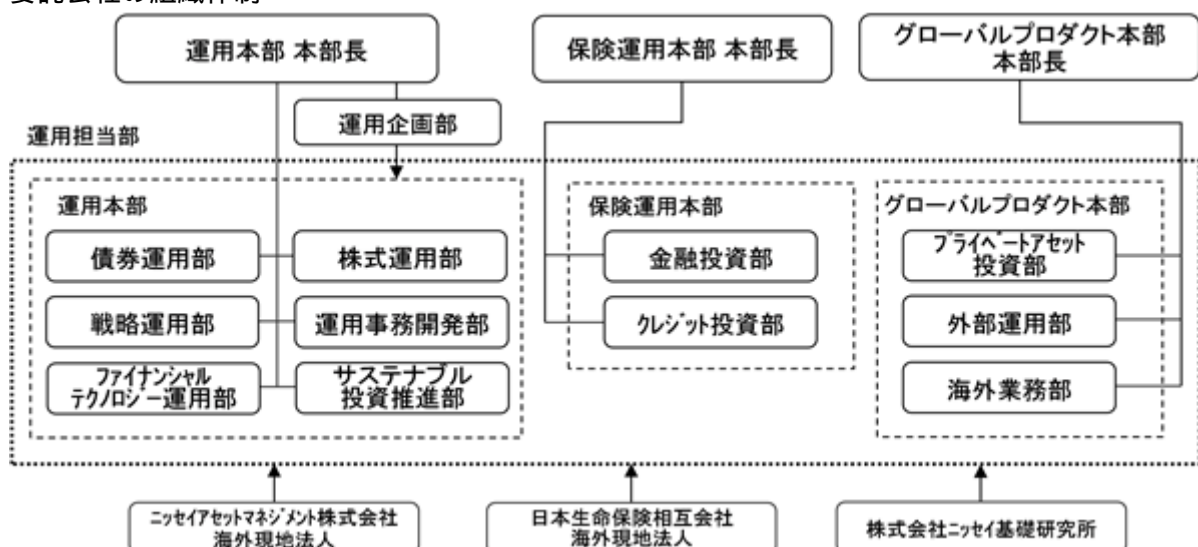 運用本部 本部長
保険運用本部 本部長
グローバルプロダクト本部
本部長
運用企画部
運用担当部
運用本部
債券運用部
株式運用部
戦略運用部
運用事務開発部
ファイナンシャル
テクノロジー運用部
サステナブル
投資推進部
保険運用本部
金融投資部
クレジット投資部
グローバルプロダクト本部
プライベートアセット
投資部
外部運用部
海外業務部
ニッセイアセットマネジメント株式会社
海外現地法人
日本生命保険相互会社
海外現地法人
株式会社ニッセイ基礎研究所